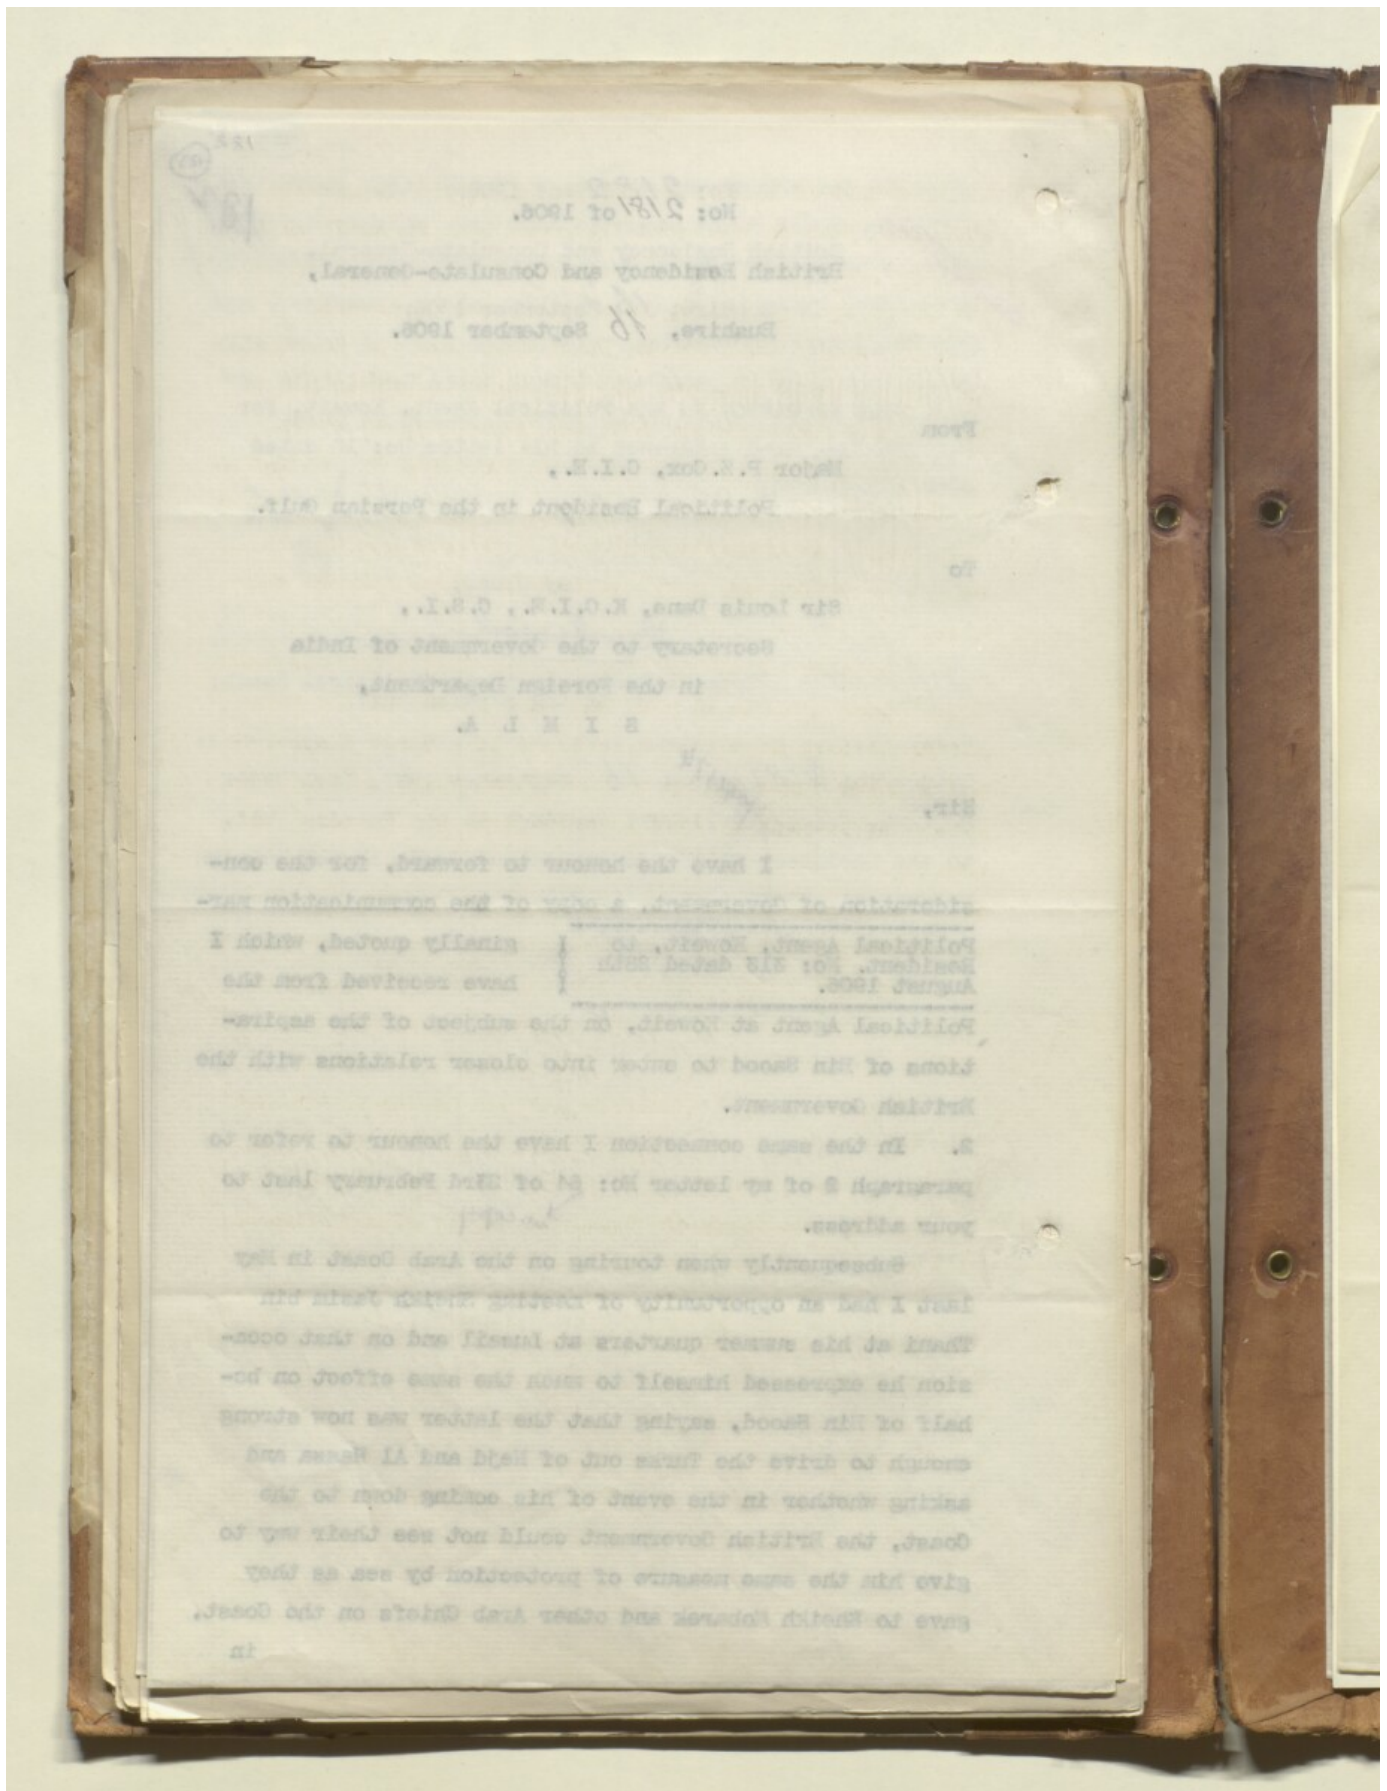 No: 2181 of 1906.
British Residency and Consulate-General,
Bushire, 16 September 1906.
From
Major P.Z.Cox, C.I.E.,
Political Resident in the Persian Gulf.
To
Sir Louis Dane, K.C.I.E., C.S.I.,
Secretary to the Government of India
in the Foreign Department,
S I M L A.
Sir,
I have the honour to forward, for the con-
sideration of Government, a copy of the communication mar-
Political Agent, Koweit, to
Resident. No: 313 dated 28th
August 1906.
ginally quoted, which I
have received from the
Political Agent at Koweit, on the subject of the aspira-
tions of Bin Saood to enter into closer relations with the
British Government.
2. In the same connection I have the honour to refer to
paragraph 2 of my letter No: 54 of 23rd February last to
your address.
Subsequently when touring on the Arab Coast in May
last I had an opportunity of meeting Sheikh Jasim bin
Thani at his summer quarters at Luseil and on that occa-
sion he expressed himself to much the same effect on be-
half of Bin Saood, saying that the latter was now strong
enough to drive the Turks out of Nejd and Al Hassa and
asking whether in the event of his coming down to the
Coast, the British Government could not see their way to
give him the same measure of protection by sea as they
gave to Sheikh Mobarak and other Arab Chiefs on the Coast,
in